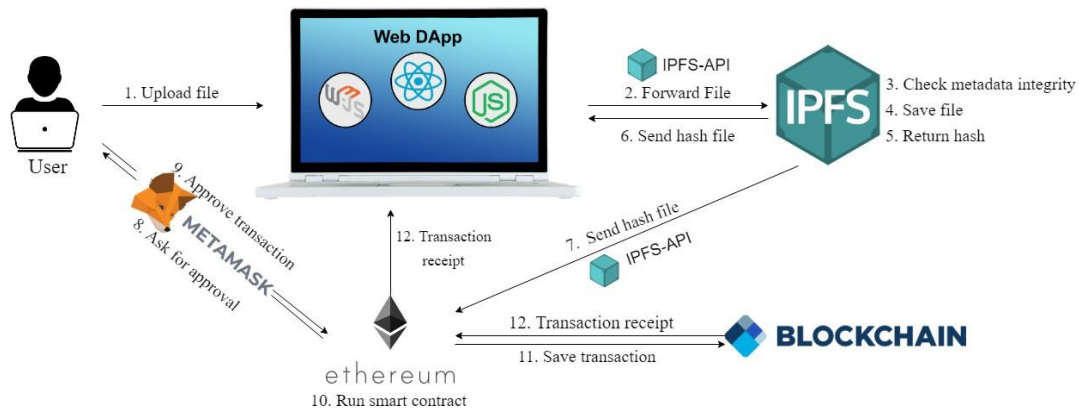 Web DApp
W3JS
JS
User
1. Upload file
IPFS-API
2. Forward File
6. Send hash file
IPFS
3. Check metadata integrity
4. Save file
5. Return hash
7. Send hash file
IPFS-API
9. Approve transaction
METAMASK
8. Ask for approval
12. Transaction
receipt
ethereum
10. Run smart contract
12. Transaction receipt
11. Save transaction
BLOCKCHAIN